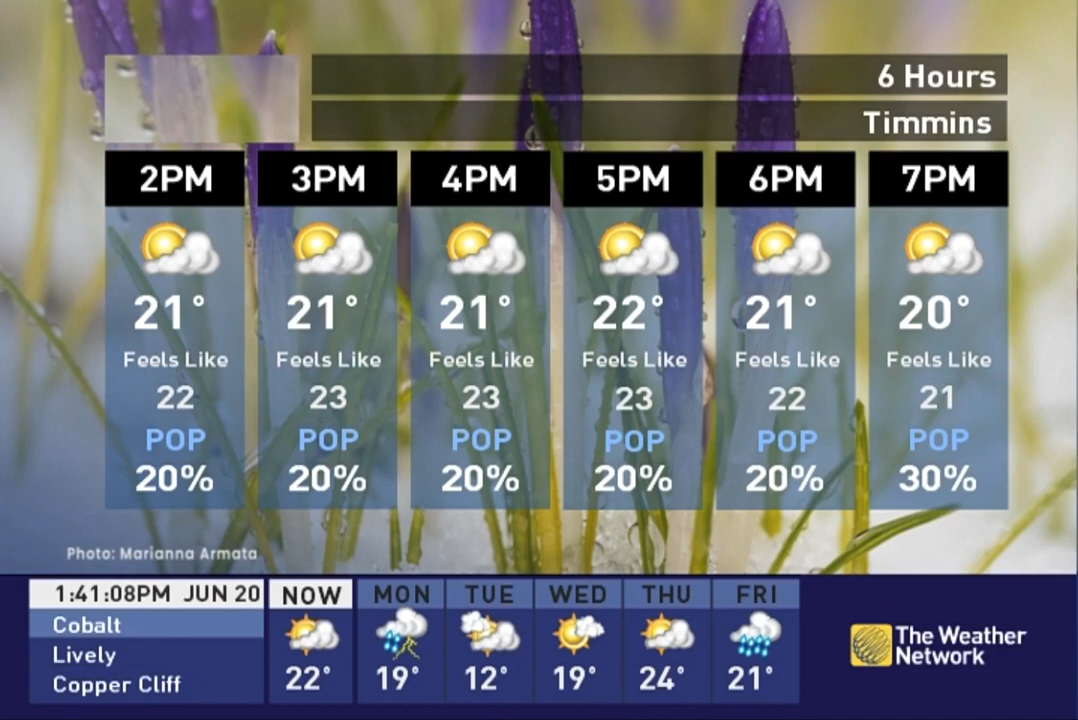 6 Hours
Timmins
2PM 3PM 4PM 5PM 6PM 7PM
21° 21° 21° 22° 21° 20°
Feels Like Feels Like Feels Like Feels Like Feels Like Feels Like
22 23 23 23 22 21
POP POP POP POP POP POP
20% 20% 20% 20% 20% 30%
Photo: Marianna Armata
1:41:08PM JUN 20 NOW MON TUE WED THU FRI
Cobalt
Lively
Copper Cliff
22° 19° 12° 19° 24° 21°
The Weather
Network